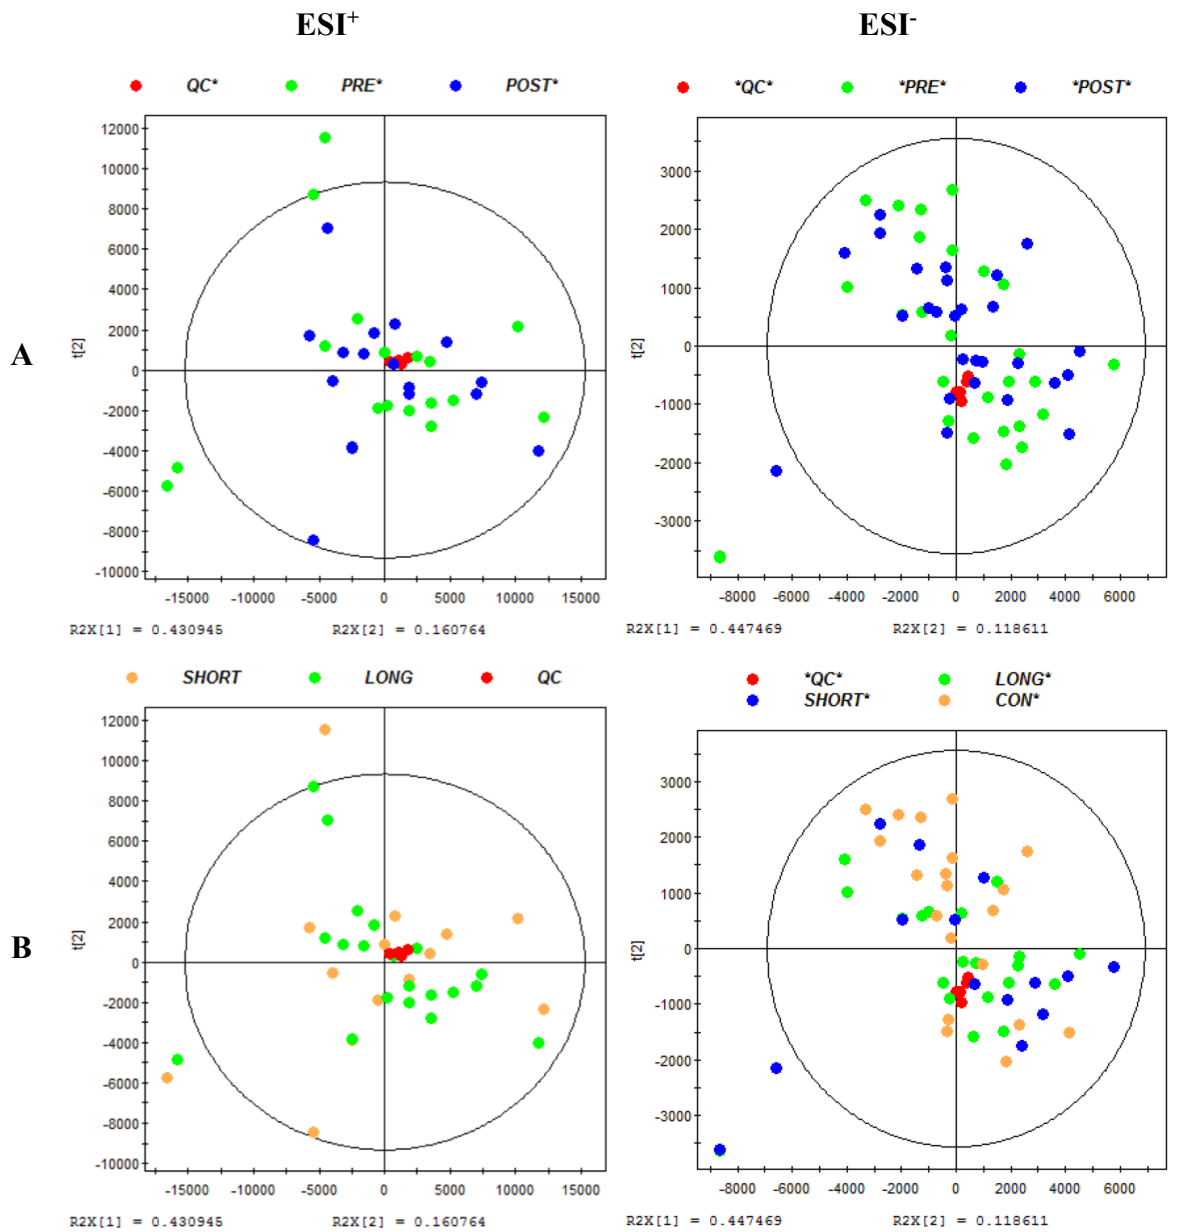 ESI⁺ ESI⁻
QC* PRE* POST* *QC* *PRE* *POST*
A
t[2]
12000
10000
8000
6000
4000
2000
0
-2000
-4000
-6000
-8000
-10000
-15000 -10000 -5000 0 5000 10000 15000
R2X[1] = 0.430945 R2X[2] = 0.160764
t[2]
3000
2000
1000
0
-1000
-2000
-3000
-8000 -6000 -4000 -2000 0 2000 4000 6000
R2X[1] = 0.447469 R2X[2] = 0.118611
B
SHORT LONG QC
t[2]
12000
10000
8000
6000
4000
2000
0
-2000
-4000
-6000
-8000
-10000
-15000 -10000 -5000 0 5000 10000 15000
R2X[1] = 0.430945 R2X[2] = 0.160764
*QC* LONG*
SHORT* CON*
t[2]
3000
2000
1000
0
-1000
-2000
-3000
-8000 -6000 -4000 -2000 0 2000 4000 6000
R2X[1] = 0.447469 R2X[2] = 0.118611